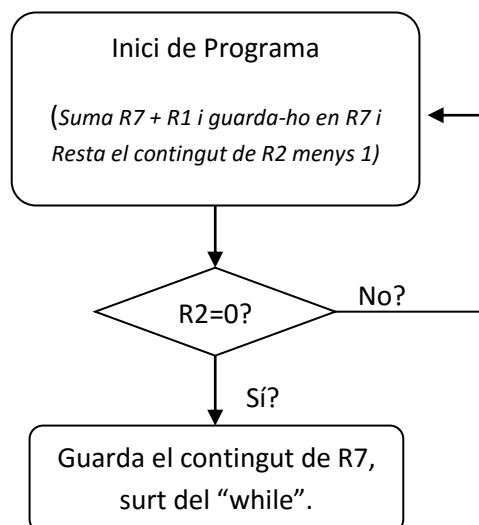 Inici de Programa
(Suma R7 + R1 i guarda-ho en R7 i
Resta el contingut de R2 menys 1)
R2=0?
No?
Sí?
Guarda el contingut de R7,
surt del “while”.